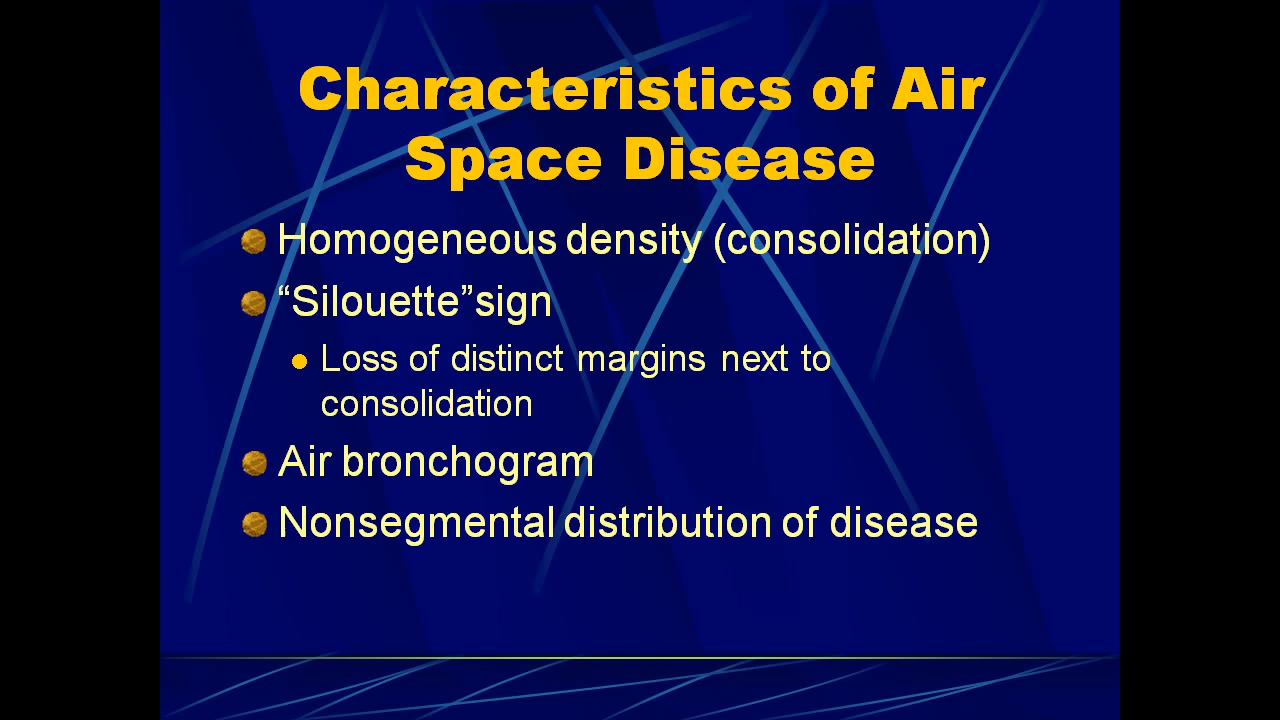 Characteristics of Air
Space Disease
Homogeneous density (consolidation)
“Silouette”sign
Loss of distinct margins next to
consolidation
Air bronchogram
Nonsegmental distribution of disease